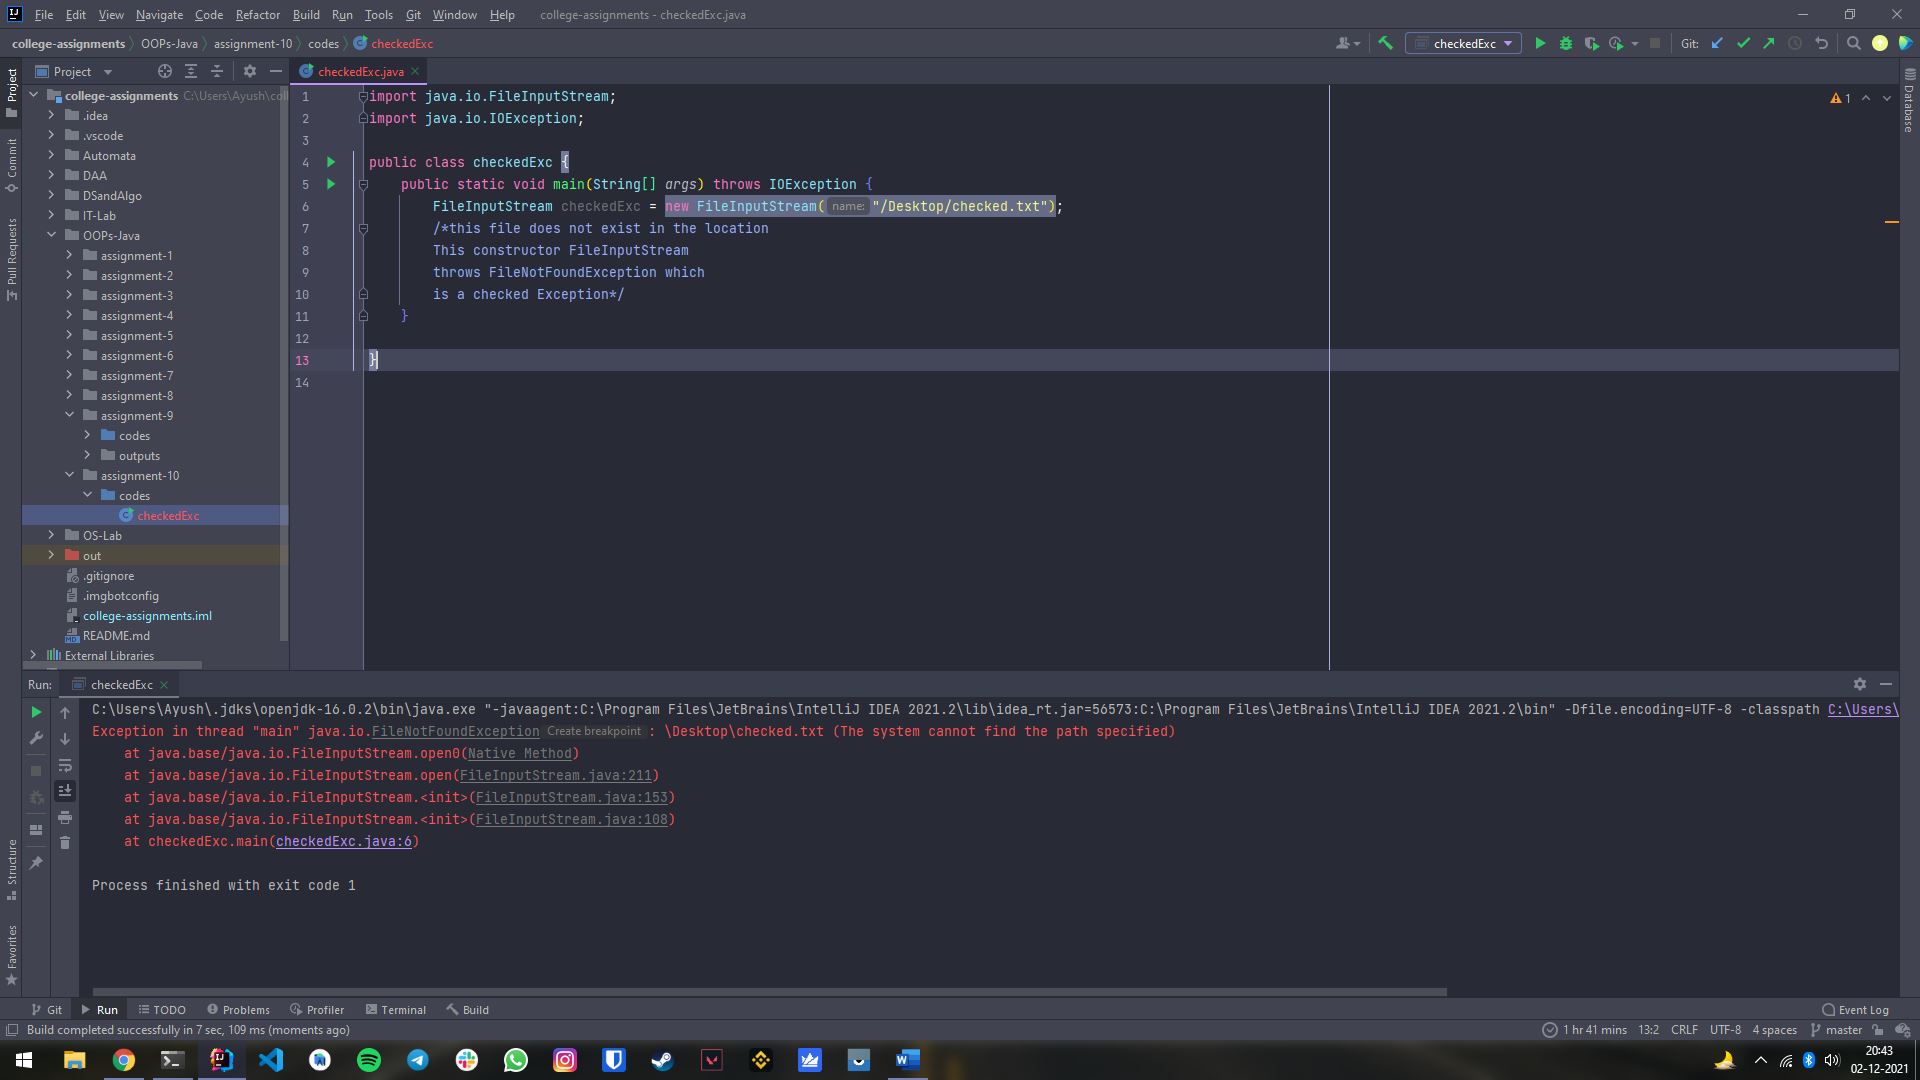 File Edit View Navigate Code Refactor Build Run Tools Git Window Help college-assignments - checkedExc.java
college-assignments OOPs-Java assignment-10 codes checkedExc
checkedExc Git:
Project
checkedExc.java
college-assignments C:\Users\Ayush\coll
.idea
.vscode
Automata
DAA
DSandAlgo
IT-Lab
OOPs-Java
assignment-1
assignment-2
assignment-3
assignment-4
assignment-5
assignment-6
assignment-7
assignment-8
assignment-9
codes
outputs
assignment-10
codes
checkedExc
OS-Lab
out
.gitignore
.imgbotconfig
college-assignments.iml
README.md
External Libraries
Project
Commit
Pull Requests
Structure
Favorites
Database
1 import java.io.FileInputStream;
2 import java.io.IOException;
3
4 public class checkedExc {
5 public static void main(String[] args) throws IOException {
6 FileInputStream checkedExc = new FileInputStream( name: "/Desktop/checked.txt");
7 /*this file does not exist in the location
8 This constructor FileInputStream
9 throws FileNotFoundException which
10 is a checked Exception*/
11 }
12
13 }
14
1
Run: checkedExc
C:\Users\Ayush\.jdks\openjdk-16.0.2\bin\java.exe "-javaagent:C:\Program Files\JetBrains\IntelliJ IDEA 2021.2\lib\idea_rt.jar=56573:C:\Program Files\JetBrains\IntelliJ IDEA 2021.2\bin" -Dfile.encoding=UTF-8 -classpath C:\Users\
Exception in thread "main" java.io.FileNotFoundException Create breakpoint : \Desktop\checked.txt (The system cannot find the path specified)
at java.base/java.io.FileInputStream.open0(Native Method)
at java.base/java.io.FileInputStream.open(FileInputStream.java:211)
at java.base/java.io.FileInputStream.<init>(FileInputStream.java:153)
at java.base/java.io.FileInputStream.<init>(FileInputStream.java:108)
at checkedExc.main(checkedExc.java:6)
Process finished with exit code 1
Git Run TODO Problems Profiler Terminal Build Event Log
Build completed successfully in 7 sec, 109 ms (moments ago) 1 hr 41 mins 13:2 CRLF UTF-8 4 spaces master
20:43
02-12-2021